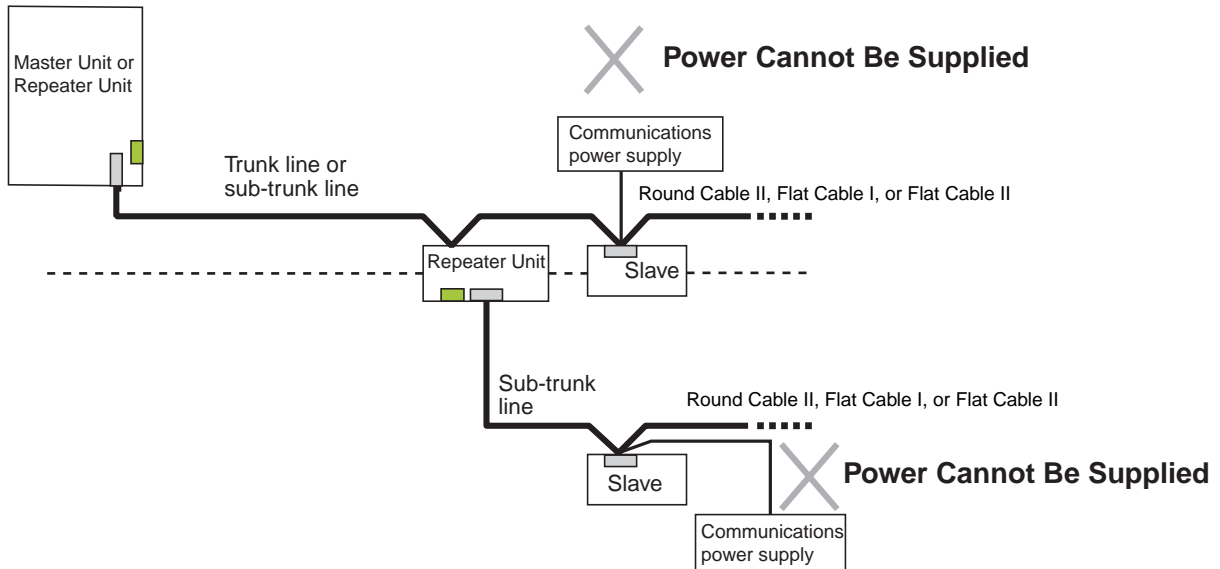 Master Unit or
Repeater Unit
Power Cannot Be Supplied
Communications
power supply
Trunk line or
sub-trunk line
Round Cable II, Flat Cable I, or Flat Cable II
Repeater Unit
Slave
Sub-trunk
line
Round Cable II, Flat Cable I, or Flat Cable II
Slave
Power Cannot Be Supplied
Communications
power supply